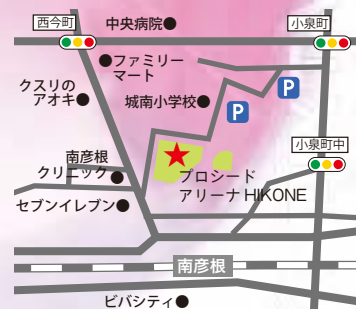 西今町
中央病院
小泉町
ファミリー
マート
クスリの
アオキ
城南小学校
P
P
小泉町中
南彦根
クリニック
プロシード
アリーナ HIKONE
セブンイレブン
南彦根
ビバシティ